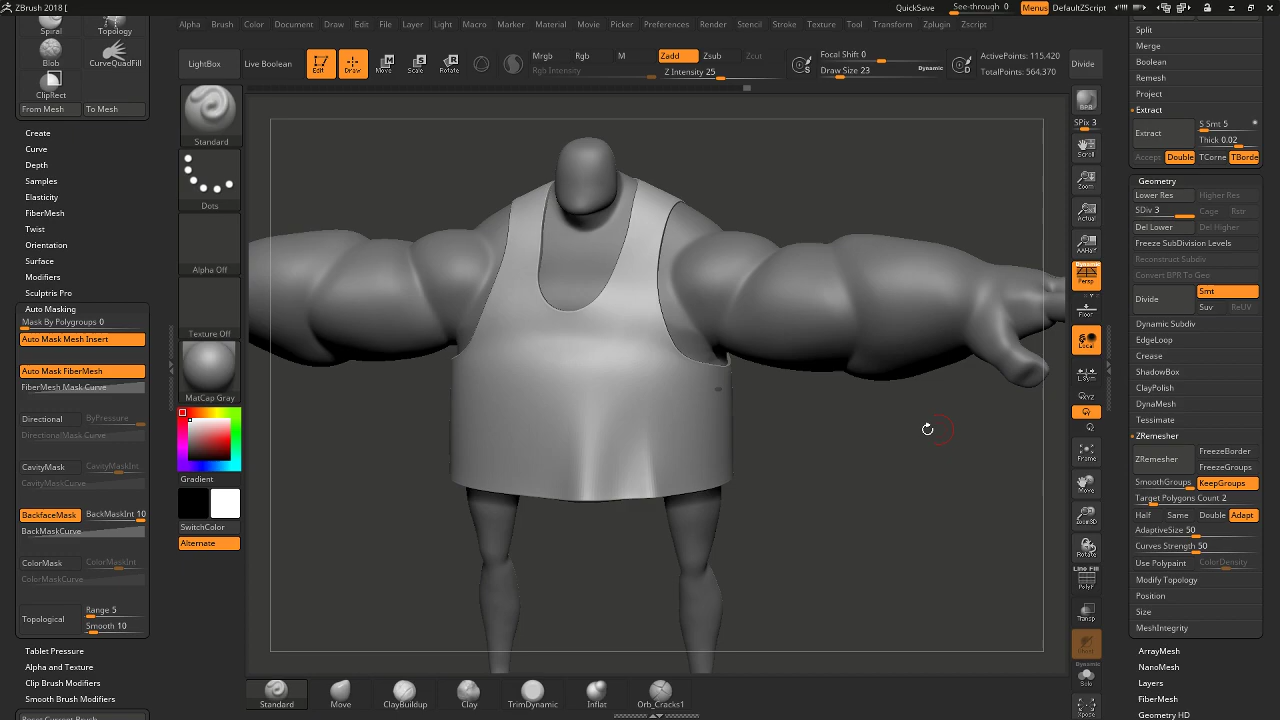 ZBrush 2018 [
QuickSave See-through 0 Menus DefaultZScript
Alpha Brush Color Document Draw Edit File Layer Light Macro Marker Material Movie Picker Preferences Render Stencil Stroke Texture Tool Transform Zplugin Zscript
LightBox Live Boolean Edit Draw Move Scale Rotate
Mrgb Rgb M Zadd Zsub Zcut
Rgb Intensity Z Intensity 25
Focal Shift 0
Draw Size 23 Dynamic
ActivePoints: 115.420
TotalPoints: 564.370
Divide
Spiral Topology
Blob CurveQuadFill
ClipRect
From Mesh To Mesh
Create
Curve
Depth
Samples
Elasticity
FiberMesh
Twist
Orientation
Surface
Modifiers
Sculptris Pro
Auto Masking
Mask By Polygroups 0
Auto Mask Mesh Insert
Auto Mask FiberMesh
FiberMesh Mask Curve
Directional ByPressure
Directional Mask Curve
CavityMask CavityMaskInt
CavityMaskCurve
BackfaceMask BackMaskInt 10
BackMaskCurve
ColorMask ColorMaskInt
ColorMaskCurve
Topological Range 5
Smooth 10
Tablet Pressure
Alpha and Texture
Clip Brush Modifiers
Smooth Brush Modifiers
Reset Current Brush
Standard
Dots
Alpha Off
Texture Off
MatCap Gray
Gradient
SwitchColor
Alternate
Standard Move ClayBuildup Clay TrimDynamic Inflat Orb_Cracks1
BPR
SPix 3
Scroll
Zoom
Actual
AAHalf
Dynamic
Persp
Floor
Local
L.Sym
XYZ
Frame
Move
Zoom3D
Rotate
Line Fill
PolyF
Transp
Dynamic
Solo
Xpose
Split
Merge
Boolean
Remesh
Project
Extract
Extract S Smt 5
Thick 0.02
Accept Double TCorne TBorde
Geometry
Lower Res Higher Res
SDiv 3 Cage Rstr
Del Lower Del Higher
Freeze SubDivision Levels
Reconstruct Subdiv
Convert BPR To Geo
Divide Smt
Suv ReUV
Dynamic Subdiv
EdgeLoop
Crease
ShadowBox
ClayPolish
DynaMesh
Tessimate
ZRemesher
ZRemesher FreezeBorder
FreezeGroups
SmoothGroups KeepGroups
Target Polygons Count 2
Half Same Double Adapt
AdaptiveSize 50
Curves Strength 50
Use Polypaint ColorDensity
Modify Topology
Position
Size
MeshIntegrity
ArrayMesh
NanoMesh
Layers
FiberMesh
Geometry HD